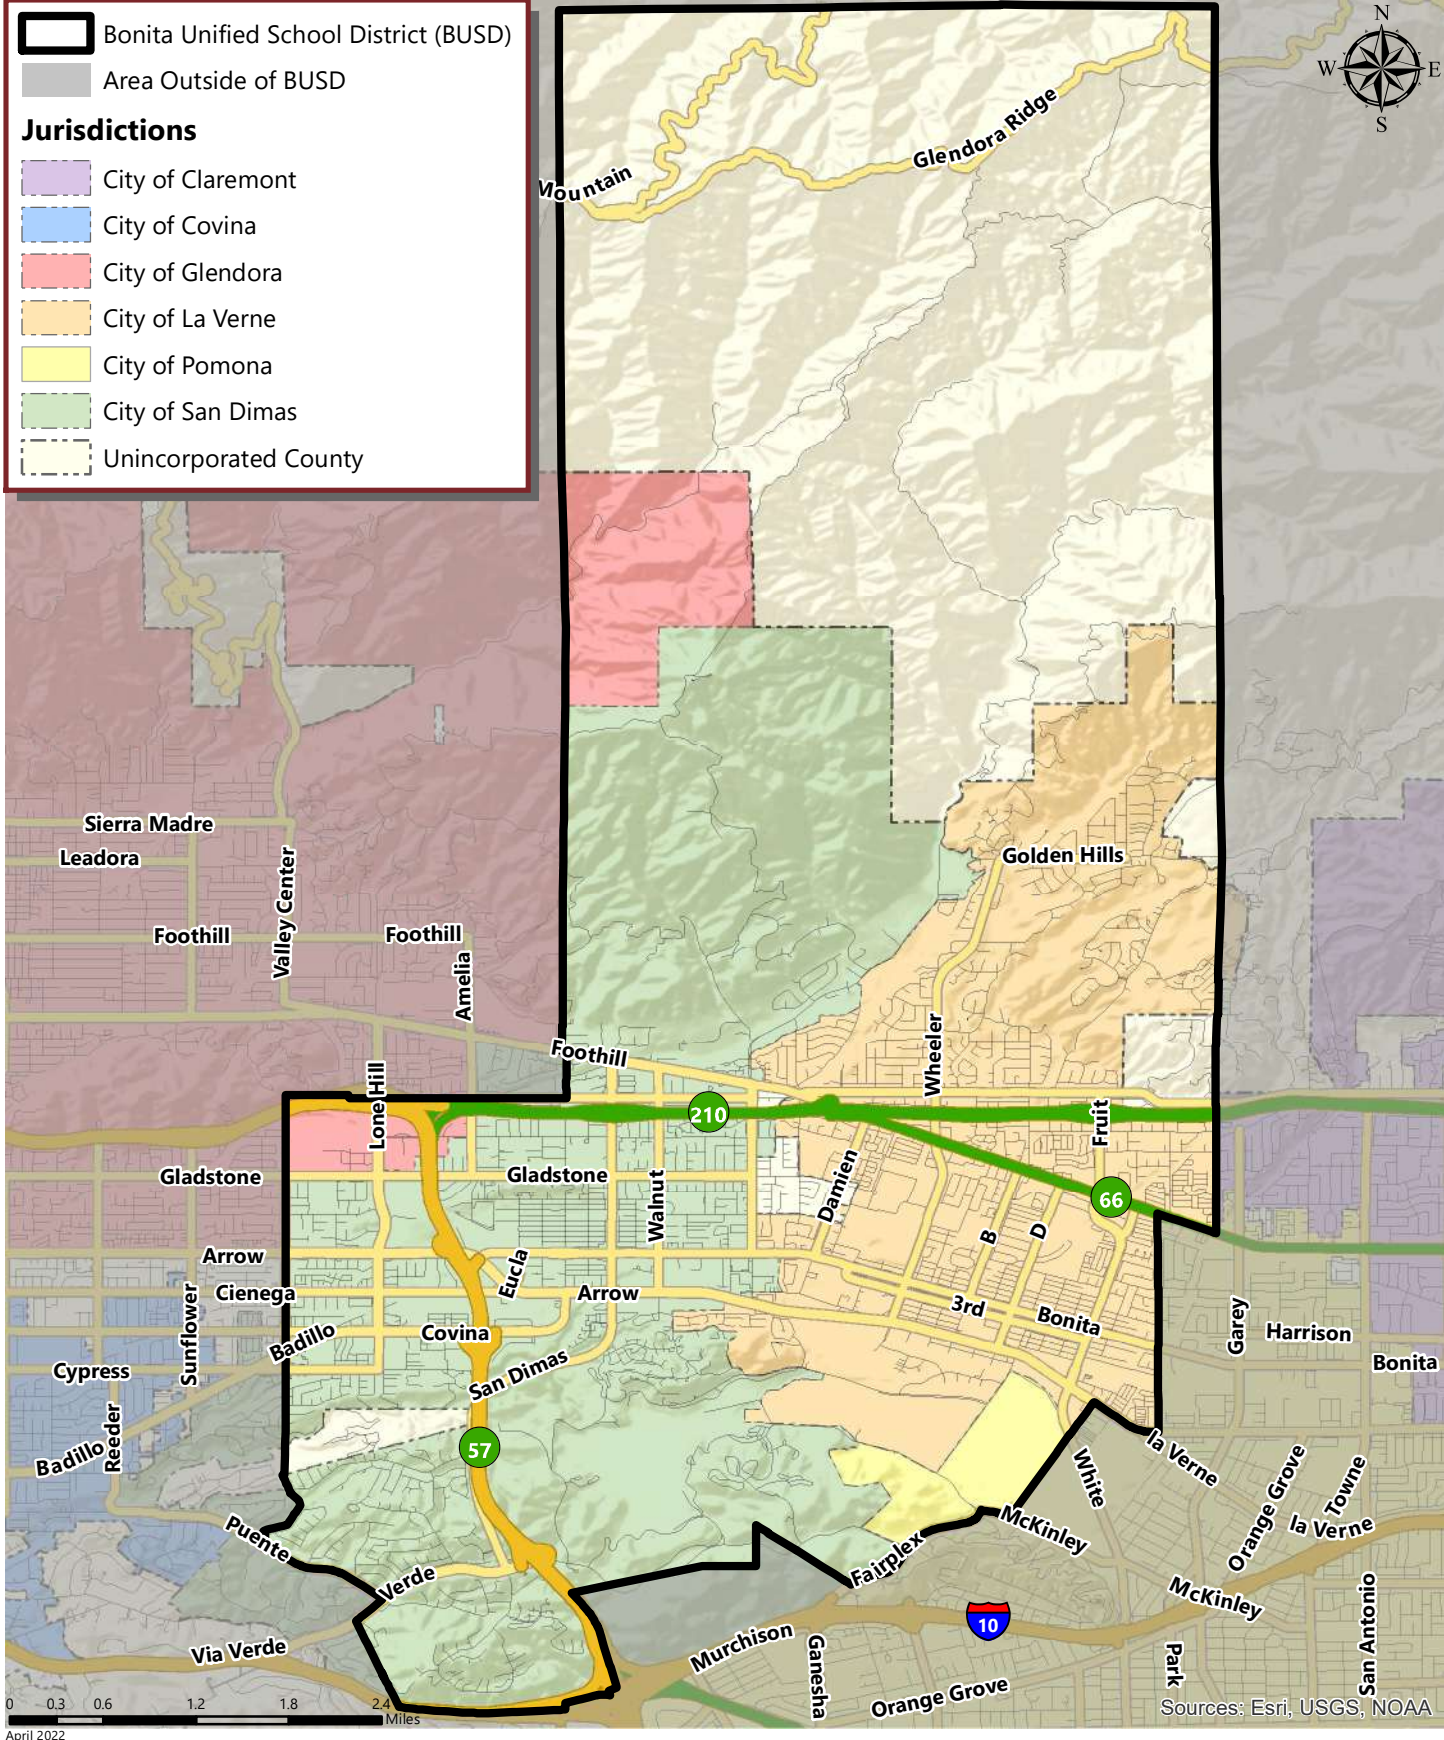 Bonita Unified School District (BUSD)
Area Outside of BUSD
Jurisdictions
City of Claremont
City of Covina
City of Glendora
City of La Verne
City of Pomona
City of San Dimas
Unincorporated County
N
W
E
S
Glendora Ridge
Mountain
Sierra Madre
Leadora
Valley Center
Foothill
Foothill
Amelia
Golden Hills
Wheeler
Foothill
Lone Hill
210
Fruit
Gladstone
Gladstone
Walnut
Damien
66
B
D
Arrow
Eucla
Cienega
Arrow
Sunflower
3rd
Bonita
Garey
Harrison
Badillo
Covina
San Dimas
Cypress
Bonita
Reeder
Badillo
57
White
la Verne
Orange Grove
Towne
la Verne
Puente
McKinley
Fairplex
Verde
McKinley
10
Via Verde
Murchison
Ganesha
Orange Grove
Park
San Antonio
0 0.3 0.6 1.2 1.8 2.4
Miles
Sources: Esri, USGS, NOAA
April 2022